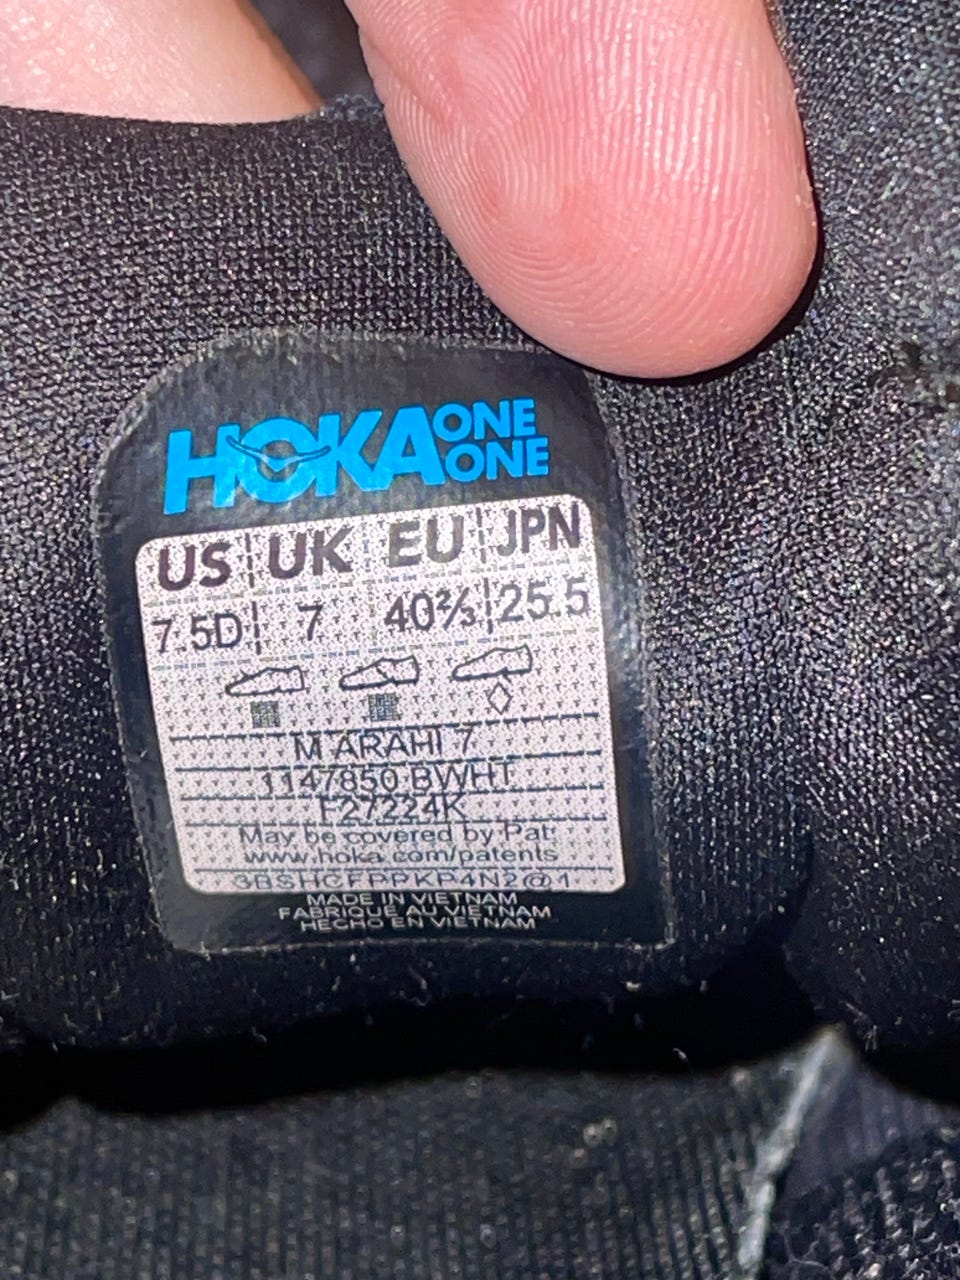 HOKA ONE ONE
US UK EU JPN
7.5D 7 40⅔ 25.5
M ARAHI 7
1147850 BWHT
F27224K
May be covered by Pat:
www.hoka.com/patents
3BSHCFPPKP4N2@1
MADE IN VIETNAM
FABRIQUÉ AU VIETNAM
HECHO EN VIETNAM